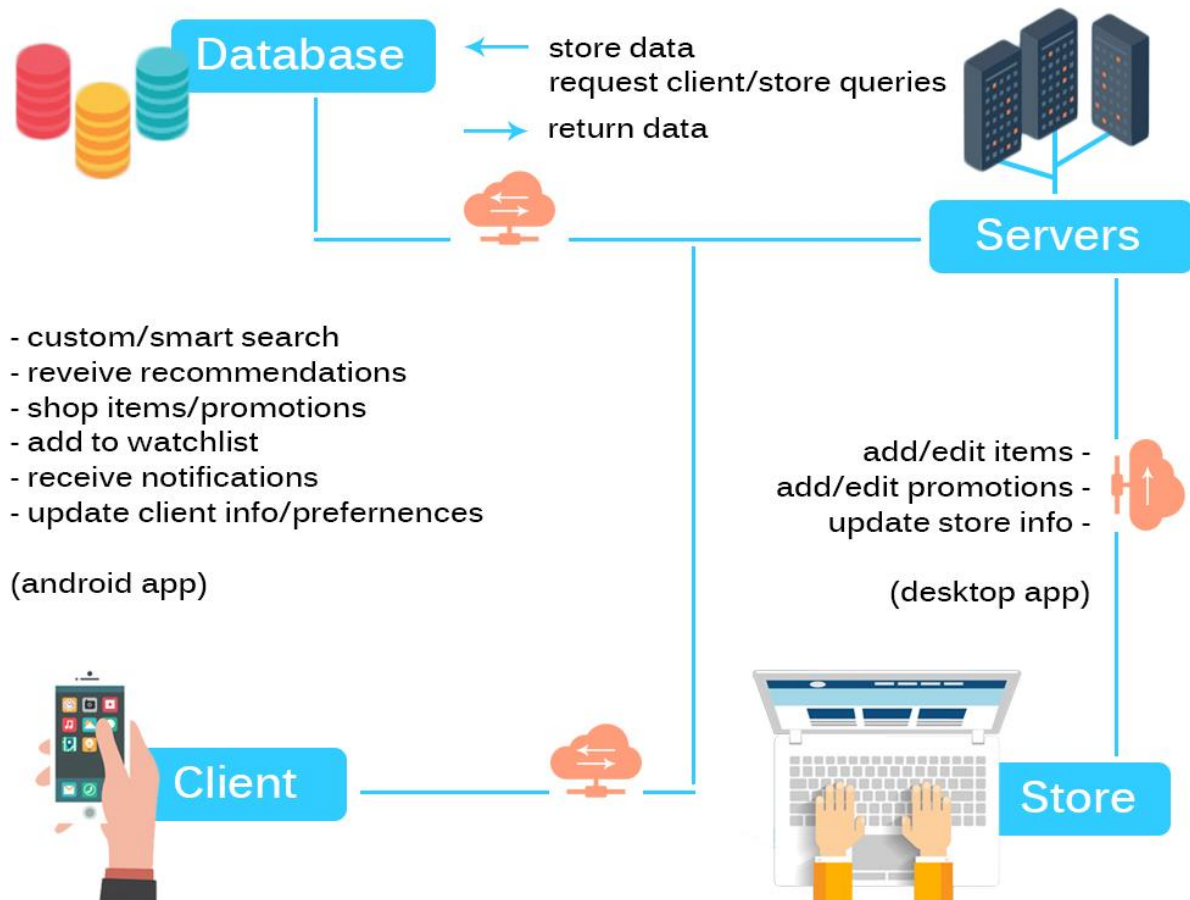 Database
store data
request client/store queries
return data
Servers
- custom/smart search
- reveive recommendations
- shop items/promotions
- add to watchlist
- receive notifications
- update client info/prefernences
(android app)
add/edit items -
add/edit promotions -
update store info -
(desktop app)
Client
Store